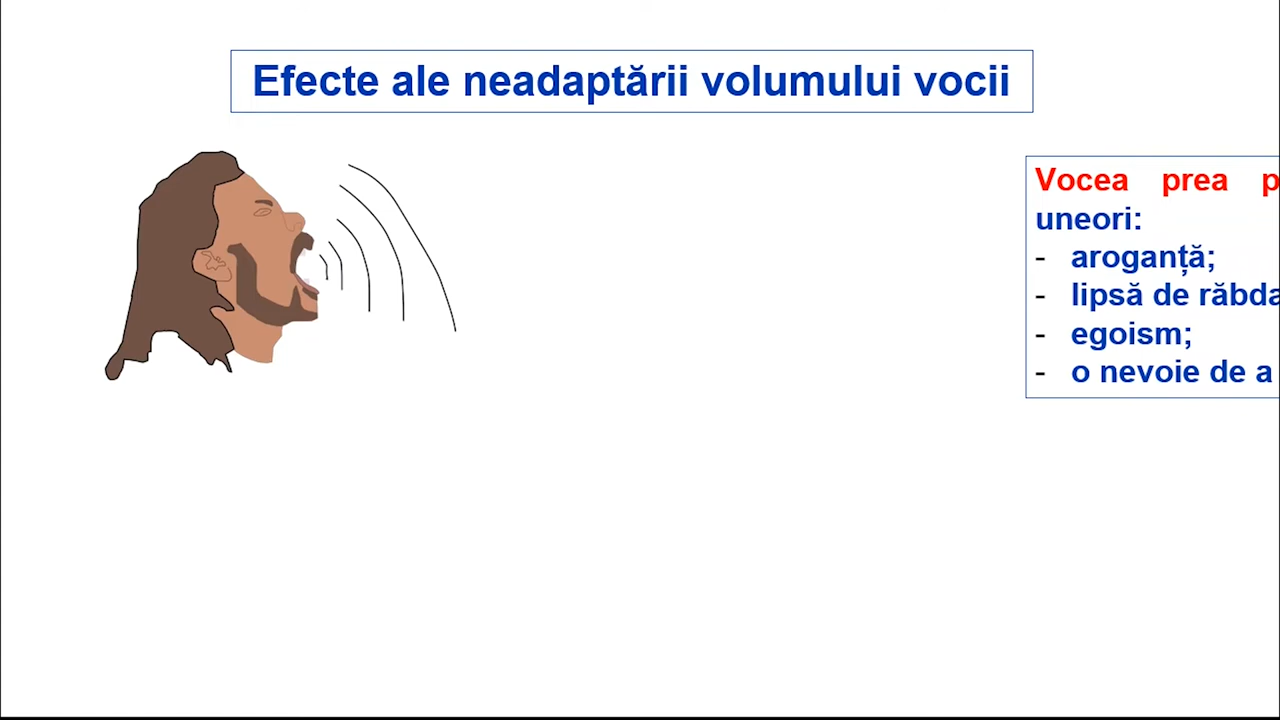 Efecte ale neadaptării volumului vocii
Vocea prea
uneori:
- aroganță;
- lipsă de
- egoism;
- o nevoie de a